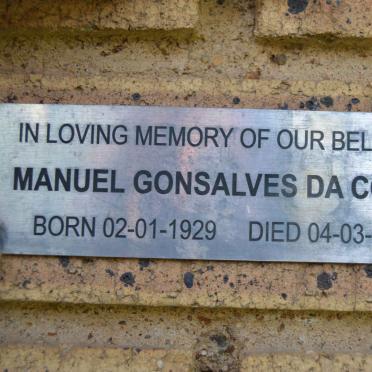 IN LOVING MEMORY OF OUR BEL
MANUEL GONSALVES DA CO
BORN 02-01-1929 DIED 04-03-